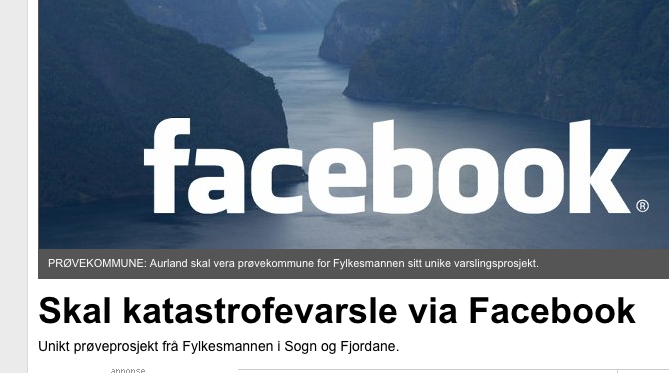 facebook®
PRØVEKOMMUNE: Aurland skal vera prøvekommune for Fylkesmannen sitt unike varslingsprosjekt.
Skal katastrofevarsle via Facebook
Unikt prøveprosjekt frå Fylkesmannen i Sogn og Fjordane.
annonse